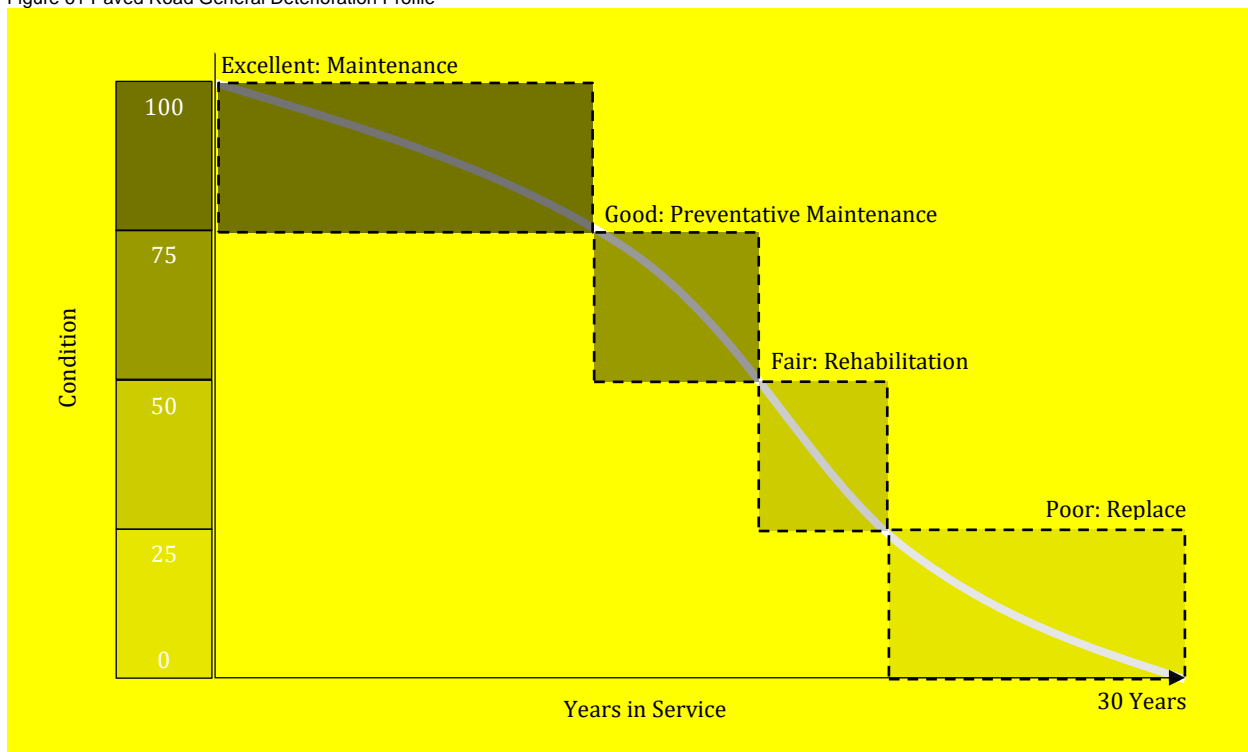 Figure 61 Paved Road General Deterioration Profile
Excellent: Maintenance
100
Good: Preventative Maintenance
75
Condition
Fair: Rehabilitation
50
Poor: Replace
25
0
30 Years
Years in Service